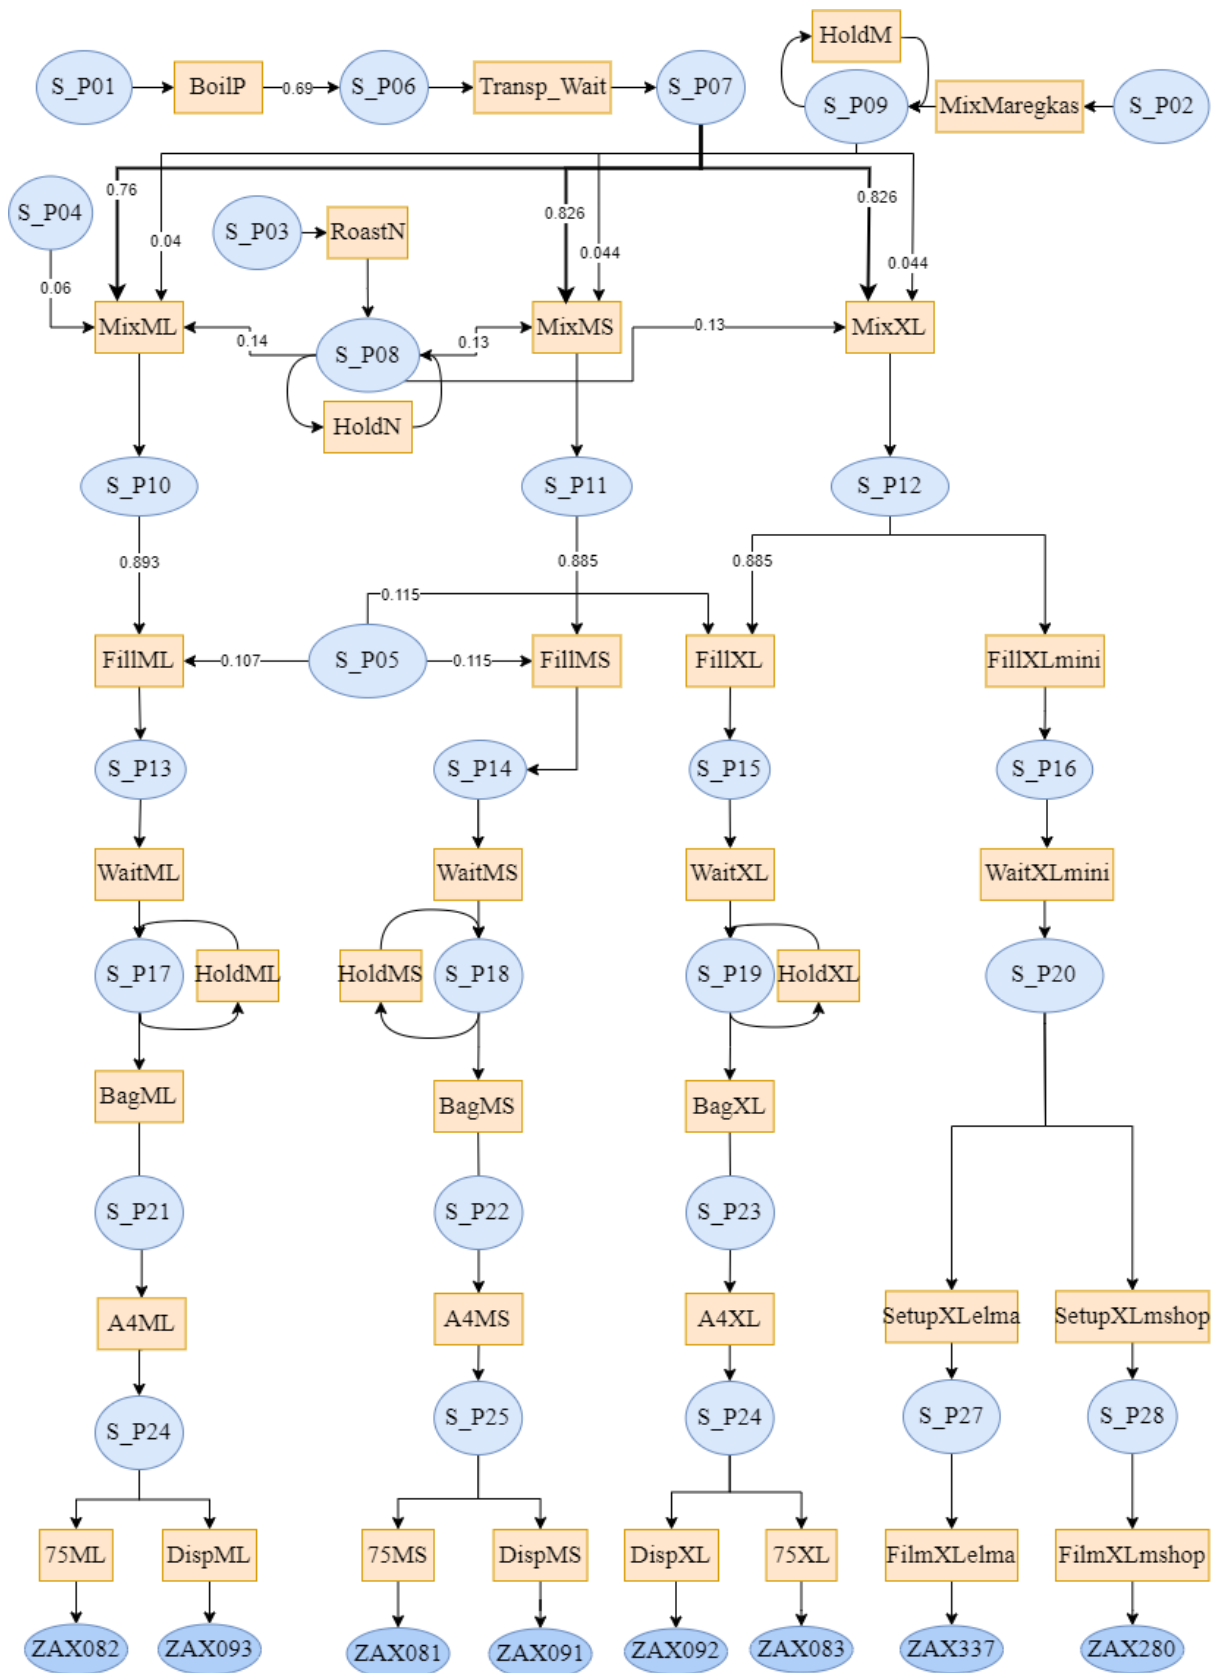 HoldM
S_P01
BoilP
0.69
S_P06
Transp_Wait
S_P07
S_P09
MixMaregkas
S_P02
0.76
0.826
0.826
S_P04
S_P03
RoastN
0.04
0.044
0.044
0.06
MixML
0.14
S_P08
0.13
MixMS
0.13
MixXL
HoldN
S_P10
S_P11
S_P12
0.893
0.885
0.885
0.115
FillML
0.107
S_P05
0.115
FillMS
FillXL
FillXLmini
S_P13
S_P14
S_P15
S_P16
WaitML
WaitMS
WaitXL
WaitXLmini
S_P17
HoldML
HoldMS
S_P18
S_P19
HoldXL
S_P20
BagML
BagMS
BagXL
S_P21
S_P22
S_P23
A4ML
A4MS
A4XL
SetupXLelma
SetupXLmshop
S_P24
S_P25
S_P24
S_P27
S_P28
75ML
DispML
75MS
DispMS
DispXL
75XL
FilmXLelma
FilmXLmshop
ZAX082
ZAX093
ZAX081
ZAX091
ZAX092
ZAX083
ZAX337
ZAX280